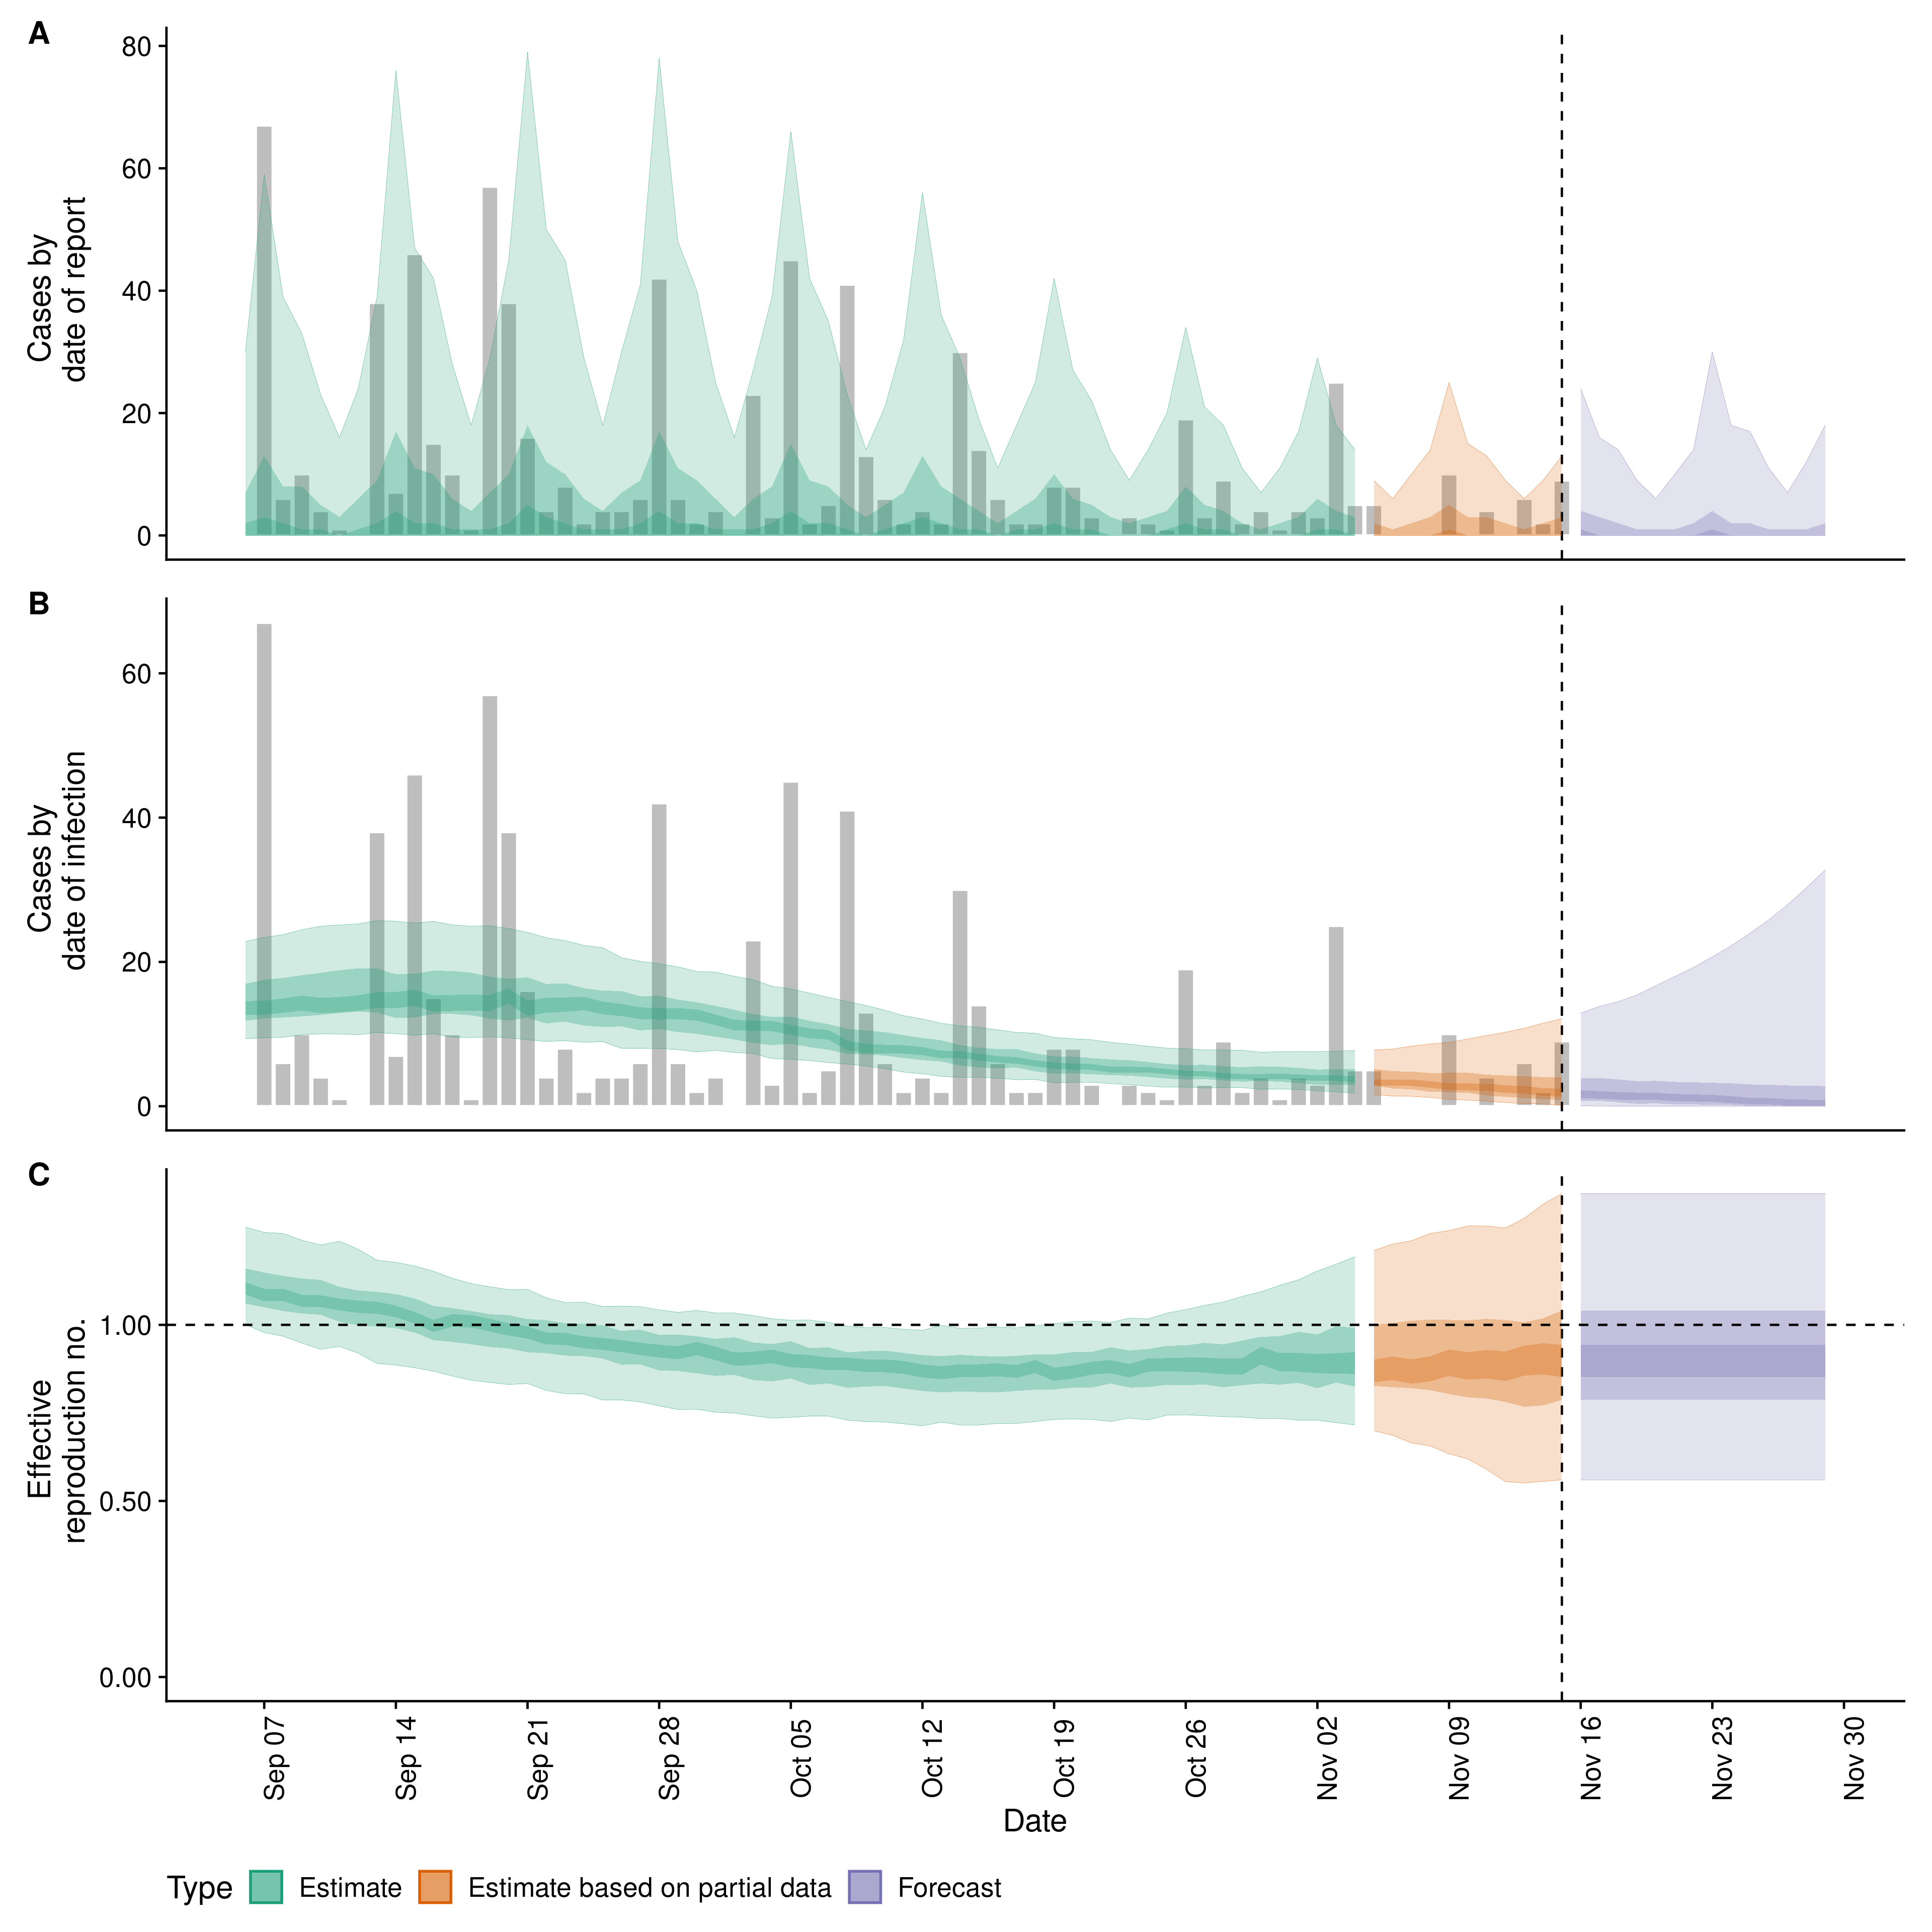 A
Cases by
date of report
80
60
40
20
0
B
Cases by
date of infection
60
40
20
0
C
Effective
reproduction no.
1.00
0.50
0.00
Sep 07
Sep 14
Sep 21
Sep 28
Oct 05
Oct 12
Oct 19
Oct 26
Nov 02
Nov 09
Nov 16
Nov 23
Nov 30
Date
Type Estimate Estimate based on partial data Forecast